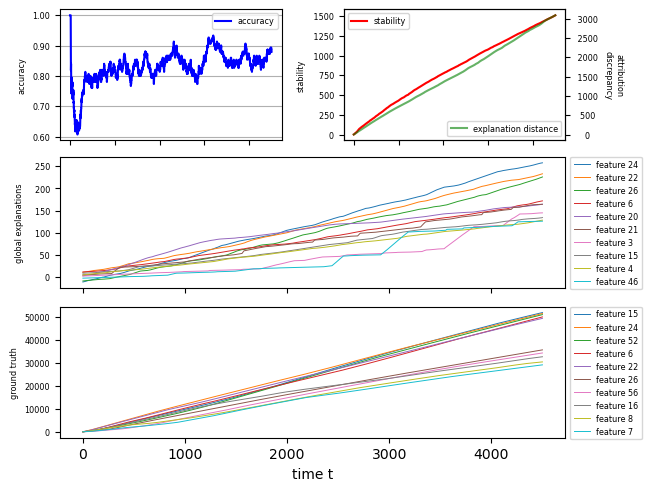 accuracy
1.00
0.90
0.80
0.70
0.60
accuracy
stability
1500
1250
1000
750
500
250
0
stability
explanation distance
3000
2500
2000
1500
1000
500
0
attribution
discrepancy
global explanations
250
200
150
100
50
0
feature 24
feature 22
feature 26
feature 6
feature 20
feature 21
feature 3
feature 15
feature 4
feature 46
ground truth
50000
40000
30000
20000
10000
0
feature 15
feature 24
feature 52
feature 6
feature 22
feature 26
feature 56
feature 16
feature 8
feature 7
0
1000
2000
3000
4000
time t